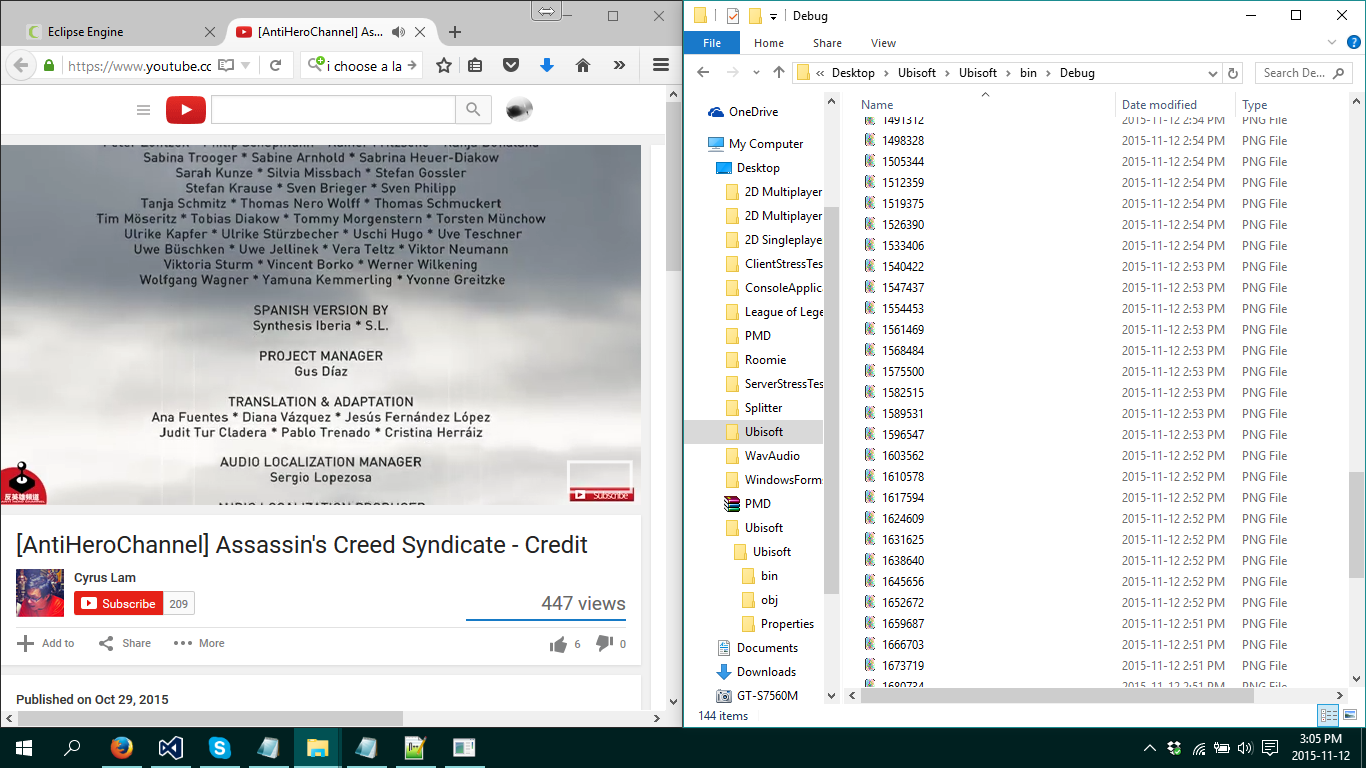 Eclipse Engine
[AntiHeroChannel] As...
https://www.youtube.co
i choose a la
Sabina Trooger * Sabine Arnhold * Sabrina Heuer-Diakow
Sarah Kunze * Silvia Missbach * Stefan Gossler
Stefan Krause * Sven Brieger * Sven Philipp
Tanja Schmitz * Thomas Nero Wolff * Thomas Schmuckert
Tim Möseritz * Tobias Diakow * Tommy Morgenstern * Torsten Münchow
Ulrike Kapfer * Ulrike Stürzbecher * Uschi Hugo * Uve Teschner
Uwe Büschken * Uwe Jellinek * Vera Teltz * Viktor Neumann
Viktoria Sturm * Vincent Borko * Werner Wilkening
Wolfgang Wagner * Yamuna Kemmerling * Yvonne Greitzke
SPANISH VERSION BY
Synthesis Iberia * S.L.
PROJECT MANAGER
Gus Díaz
TRANSLATION & ADAPTATION
Ana Fuentes * Diana Vázquez * Jesús Fernández López
Judit Tur Cladera * Pablo Trenado * Cristina Herráiz
AUDIO LOCALIZATION MANAGER
Sergio Lopezosa
AUDIO LOCALIZATION PRODUCER
反英雄頻道
Subscribe
[AntiHeroChannel] Assassin's Creed Syndicate - Credit
Cyrus Lam
Subscribe 209
447 views
Add to Share More 6 0
Published on Oct 29, 2015
Debug
File Home Share View
« Desktop Ubisoft Ubisoft bin Debug
Search De...
OneDrive
My Computer
Desktop
2D Multiplayer
2D Multiplayer
2D Singleplaye
ClientStressTes
ConsoleApplic
League of Lege
PMD
Roomie
ServerStressTes
Splitter
Ubisoft
WavAudio
WindowsForm
PMD
Ubisoft
Ubisoft
bin
obj
Properties
Documents
Downloads
GT-S7560M
Name Date modified Type
1491312 2015-11-12 2:54 PM PNG File
1498328 2015-11-12 2:54 PM PNG File
1505344 2015-11-12 2:54 PM PNG File
1512359 2015-11-12 2:54 PM PNG File
1519375 2015-11-12 2:54 PM PNG File
1526390 2015-11-12 2:54 PM PNG File
1533406 2015-11-12 2:54 PM PNG File
1540422 2015-11-12 2:53 PM PNG File
1547437 2015-11-12 2:53 PM PNG File
1554453 2015-11-12 2:53 PM PNG File
1561469 2015-11-12 2:53 PM PNG File
1568484 2015-11-12 2:53 PM PNG File
1575500 2015-11-12 2:53 PM PNG File
1582515 2015-11-12 2:53 PM PNG File
1589531 2015-11-12 2:53 PM PNG File
1596547 2015-11-12 2:53 PM PNG File
1603562 2015-11-12 2:52 PM PNG File
1610578 2015-11-12 2:52 PM PNG File
1617594 2015-11-12 2:52 PM PNG File
1624609 2015-11-12 2:52 PM PNG File
1631625 2015-11-12 2:52 PM PNG File
1638640 2015-11-12 2:52 PM PNG File
1645656 2015-11-12 2:52 PM PNG File
1652672 2015-11-12 2:52 PM PNG File
1659687 2015-11-12 2:51 PM PNG File
1666703 2015-11-12 2:51 PM PNG File
1673719 2015-11-12 2:51 PM PNG File
1680734 2015-11-12 2:51 PM PNG File
144 items
3:05 PM
2015-11-12